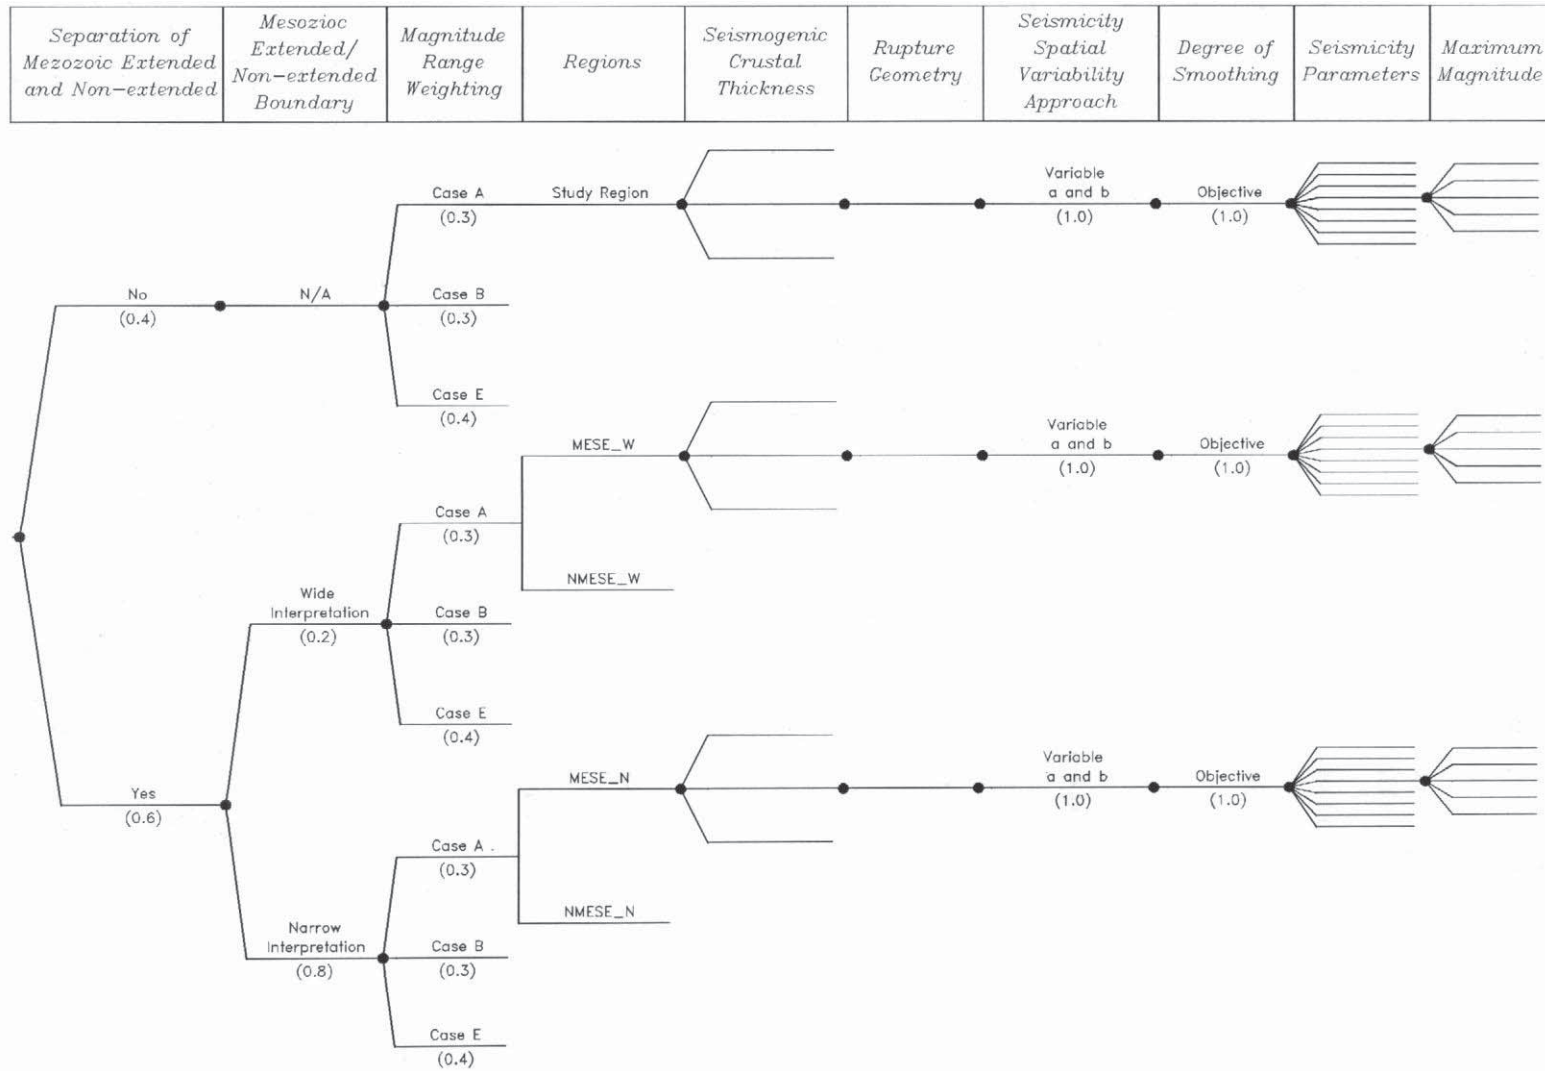 Separation of
Mezozoic Extended
and Non-extended
Mesozioc
Extended/
Non-extended
Boundary
Magnitude
Range
Weighting
Regions
Seismogenic
Crustal
Thickness
Rupture
Geometry
Seismicity
Spatial
Variability
Approach
Degree of
Smoothing
Seismicity
Parameters
Maximum
Magnitude
Case A
(0.3)
Study Region
Variable
a and b
(1.0)
Objective
(1.0)
No
(0.4)
N/A
Case B
(0.3)
Case E
(0.4)
MESE_W
Variable
a and b
(1.0)
Objective
(1.0)
Case A
(0.3)
NMESE_W
Wide
Interpretation
(0.2)
Case B
(0.3)
Case E
(0.4)
Yes
(0.6)
MESE_N
Variable
a and b
(1.0)
Objective
(1.0)
Case A
(0.3)
NMESE_N
Narrow
Interpretation
(0.8)
Case B
(0.3)
Case E
(0.4)